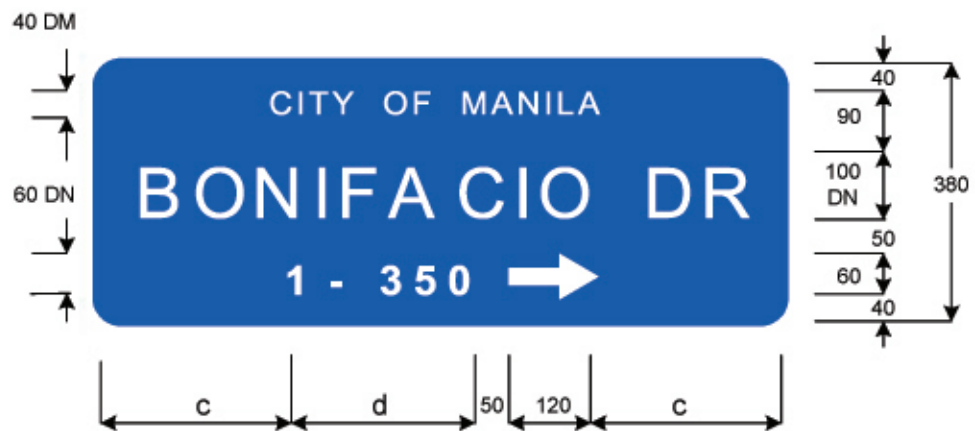 40 DM
40
CITY OF MANILA
90
BONIFACIO DR
100
DN
380
60 DN
50
1 - 350
60
40
c
d
50
120
c